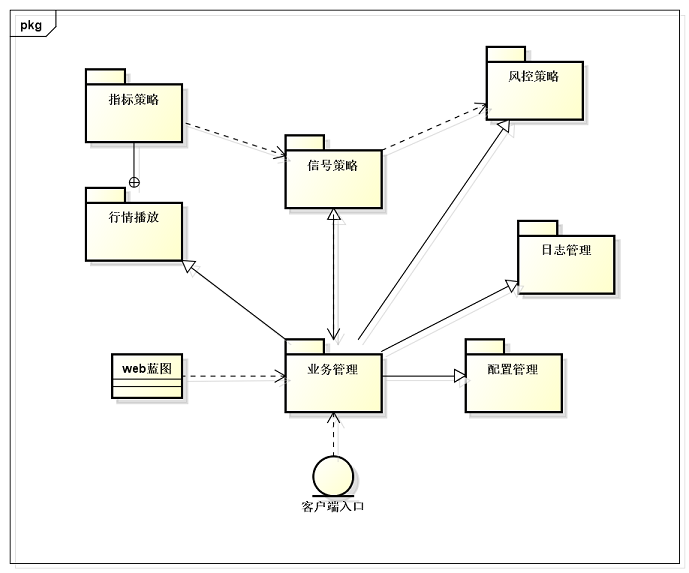 pkg
风控策略
指标策略
信号策略
行情播放
日志管理
web蓝图
业务管理
配置管理
客户端入口